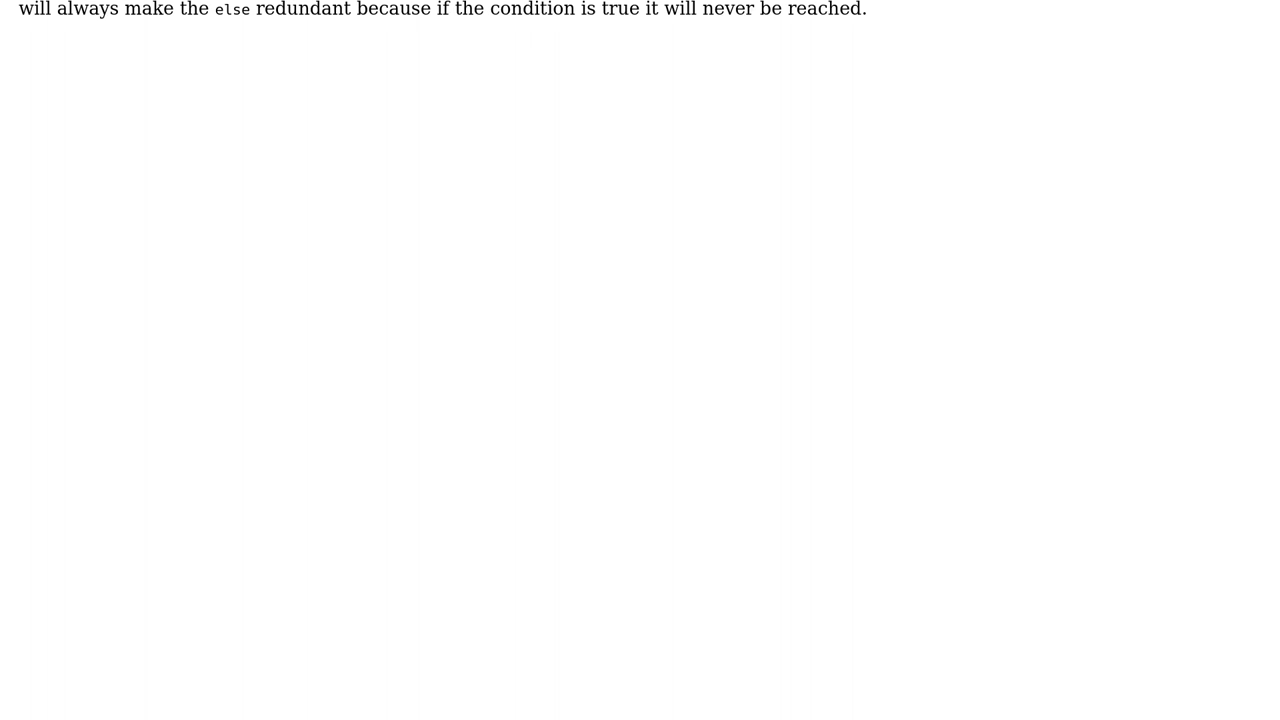 will always make the else redundant because if the condition is true it will never be reached.